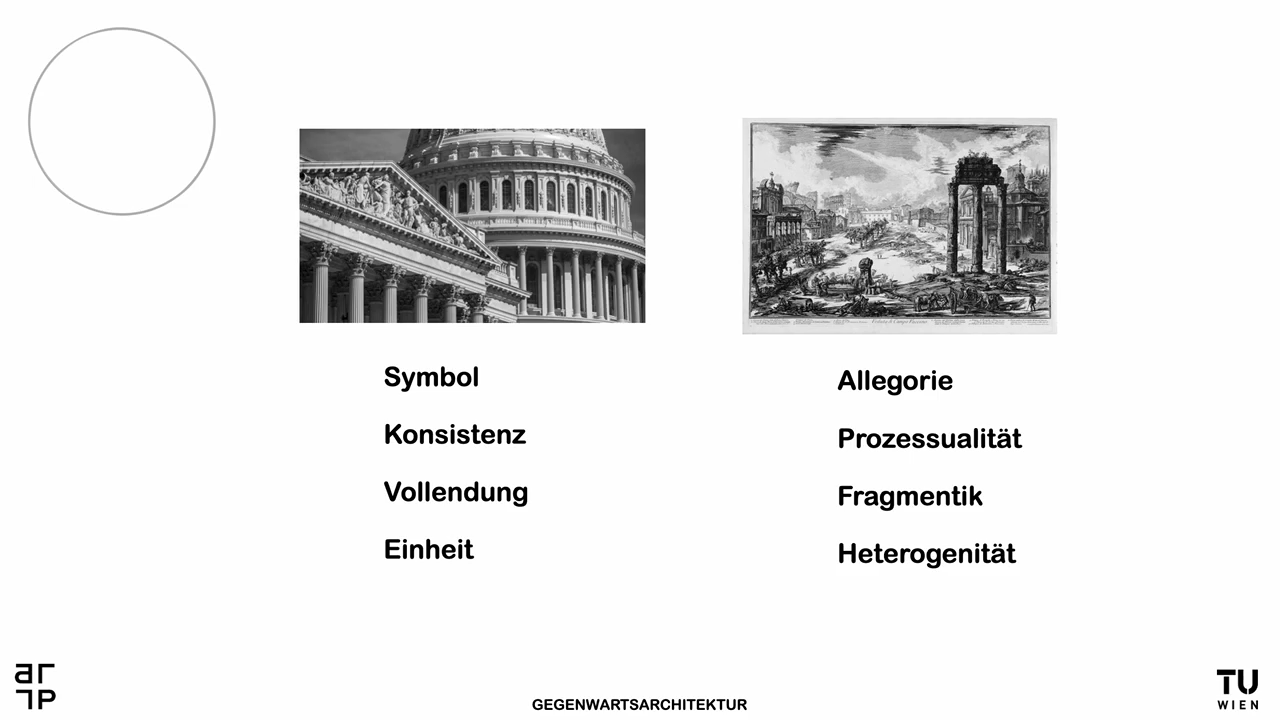 Symbol
Konsistenz
Vollendung
Einheit
Allegorie
Prozessualität
Fragmentik
Heterogenität
GEGENWARTSARCHITEKTUR
TU
WIEN